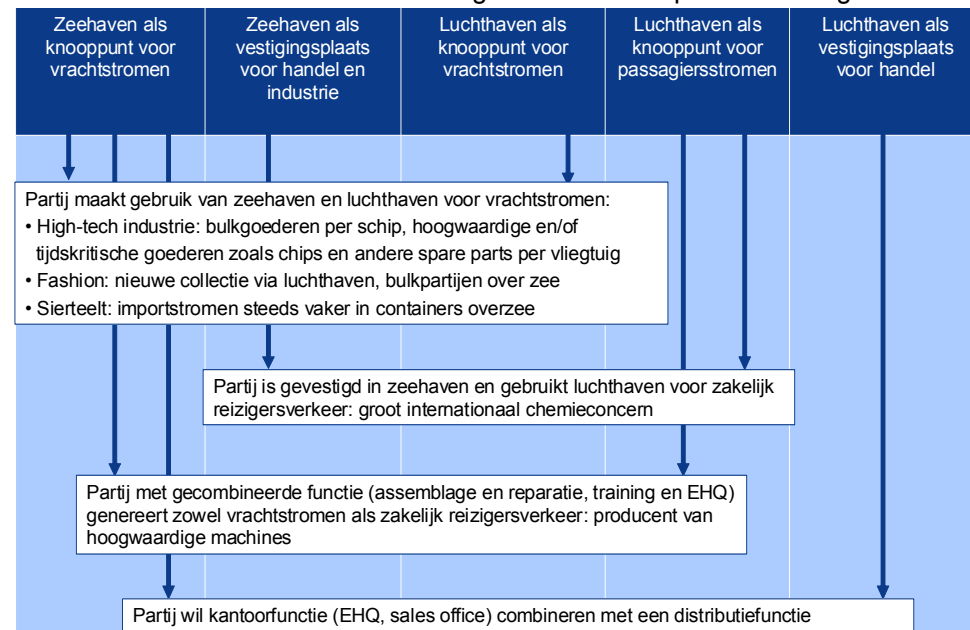 Zeehaven als
knooppunt voor
vrachtstromen
Zeehaven als
vestigingsplaats
voor handel en
industrie
Luchthaven als
knooppunt voor
vrachtstromen
Luchthaven als
knooppunt voor
passagiersstromen
Luchthaven als
vestigingsplaats
voor handel
Partij maakt gebruik van zeehaven en luchthaven voor vrachtstromen:
• High-tech industrie: bulkgoederen per schip, hoogwaardige en/of
tijdskritische goederen zoals chips en andere spare parts per vliegtuig
• Fashion: nieuwe collectie via luchthaven, bulkpartijen over zee
• Sierteelt: importstromen steeds vaker in containers overzee
Partij is gevestigd in zeehaven en gebruikt luchthaven voor zakelijk
reizigersverkeer: groot internationaal chemieconcern
Partij met gecombineerde functie (assemblage en reparatie, training en EHQ)
genereert zowel vrachtstromen als zakelijk reizigersverkeer: producent van
hoogwaardige machines
Partij wil kantoorfunctie (EHQ, sales office) combineren met een distributiefunctie